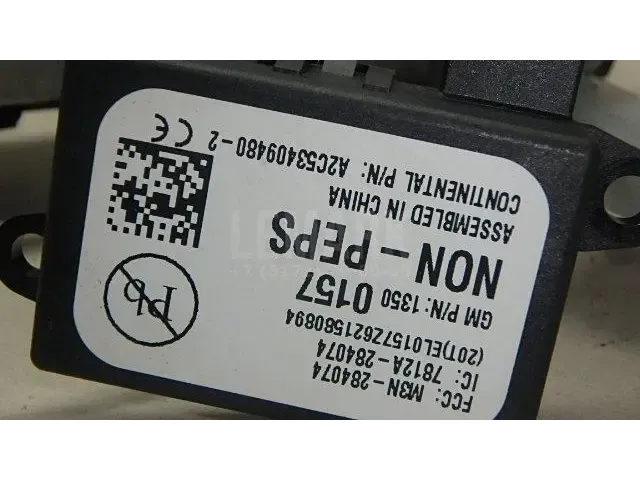 FCC: M3N-284074
IC: 7812A-284074
(20T)EL0157Z621580894
GM P/N: 1350 0157
NON-PEPS
ASSEMBLED IN CHINA
CONTINENTAL P/N: A2C53409480-2
CE
Pb